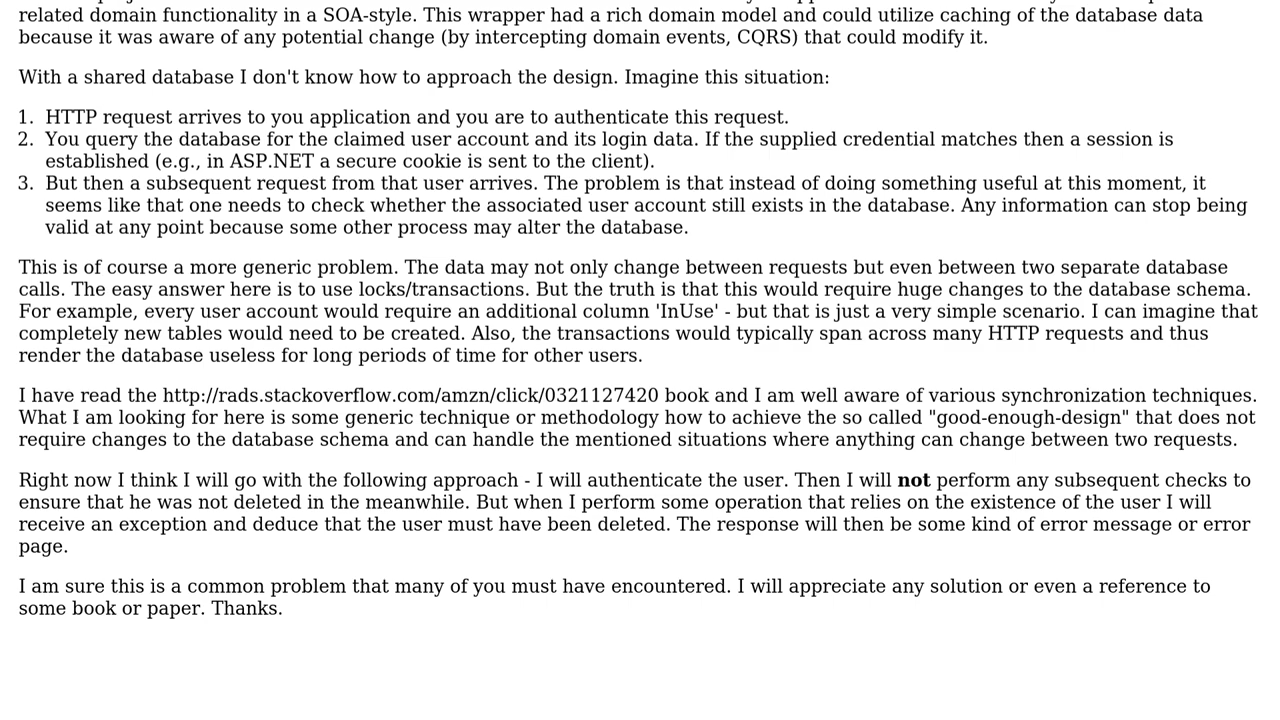 related domain functionality in a SOA-style. This wrapper had a rich domain model and could utilize caching of the database data
because it was aware of any potential change (by intercepting domain events, CQRS) that could modify it.
With a shared database I don't know how to approach the design. Imagine this situation:
1. HTTP request arrives to you application and you are to authenticate this request.
2. You query the database for the claimed user account and its login data. If the supplied credential matches then a session is
established (e.g., in ASP.NET a secure cookie is sent to the client).
3. But then a subsequent request from that user arrives. The problem is that instead of doing something useful at this moment, it
seems like that one needs to check whether the associated user account still exists in the database. Any information can stop being
valid at any point because some other process may alter the database.
This is of course a more generic problem. The data may not only change between requests but even between two separate database
calls. The easy answer here is to use locks/transactions. But the truth is that this would require huge changes to the database schema.
For example, every user account would require an additional column 'InUse' - but that is just a very simple scenario. I can imagine that
completely new tables would need to be created. Also, the transactions would typically span across many HTTP requests and thus
render the database useless for long periods of time for other users.
I have read the http://rads.stackoverflow.com/amzn/click/0321127420 book and I am well aware of various synchronization techniques.
What I am looking for here is some generic technique or methodology how to achieve the so called "good-enough-design" that does not
require changes to the database schema and can handle the mentioned situations where anything can change between two requests.
Right now I think I will go with the following approach - I will authenticate the user. Then I will not perform any subsequent checks to
ensure that he was not deleted in the meanwhile. But when I perform some operation that relies on the existence of the user I will
receive an exception and deduce that the user must have been deleted. The response will then be some kind of error message or error
page.
I am sure this is a common problem that many of you must have encountered. I will appreciate any solution or even a reference to
some book or paper. Thanks.